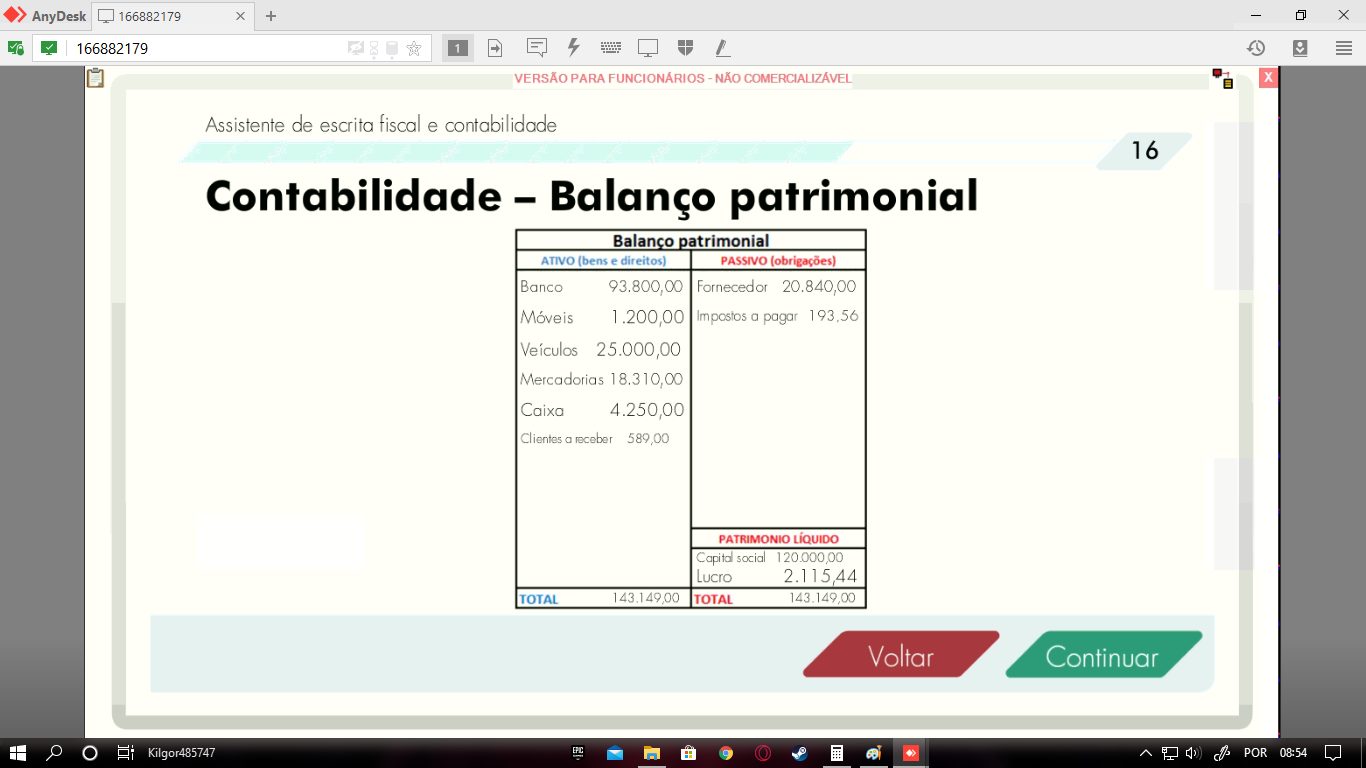 AnyDesk 166882179
166882179
1
VERSÃO PARA FUNCIONÁRIOS - NÃO COMERCIALIZÁVEL
X
Assistente de escrita fiscal e contabilidade
16
Contabilidade – Balanço patrimonial
Balanço patrimonial
ATIVO (bens e direitos) PASSIVO (obrigações)
Banco 93.800,00 Fornecedor 20.840,00
Móveis 1.200,00 Impostos a pagar 193,56
Veículos 25.000,00
Mercadorias 18.310,00
Caixa 4.250,00
Clientes a receber 589,00
PATRIMONIO LÍQUIDO
Capital social 120.000,00
Lucro 2.115,44
TOTAL 143.149,00 TOTAL 143.149,00
Voltar Continuar
Kilgor485747 EPIC POR 08:54